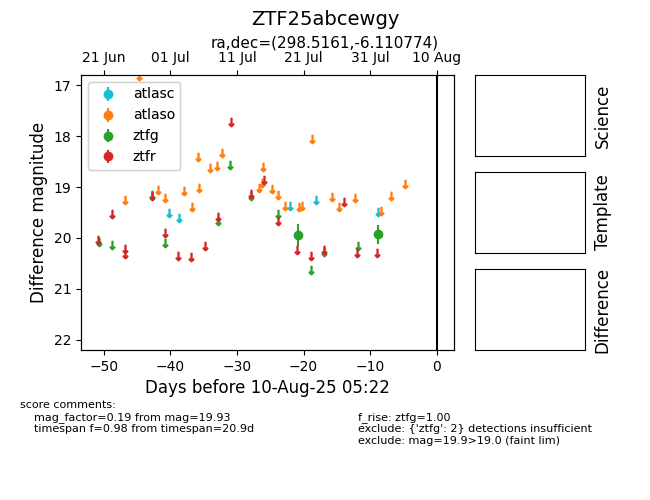 ZTF25abcewgy
ra,dec=(298.5161,-6.110774)
21 Jun 01 Jul 11 Jul 21 Jul 31 Jul 10 Aug
17
18
19
20
21
22
Difference magnitude
atlasc
atlaso
ztfg
ztfr
−50 −40 −30 −20 −10 0
Days before 10-Aug-25 05:22
Science
Template
Difference
score comments:
mag_factor=0.19 from mag=19.93
timespan f=0.98 from timespan=20.9d
f_rise: ztfg=1.00
exclude: {'ztfg': 2} detections insufficient
exclude: mag=19.9>19.0 (faint lim)